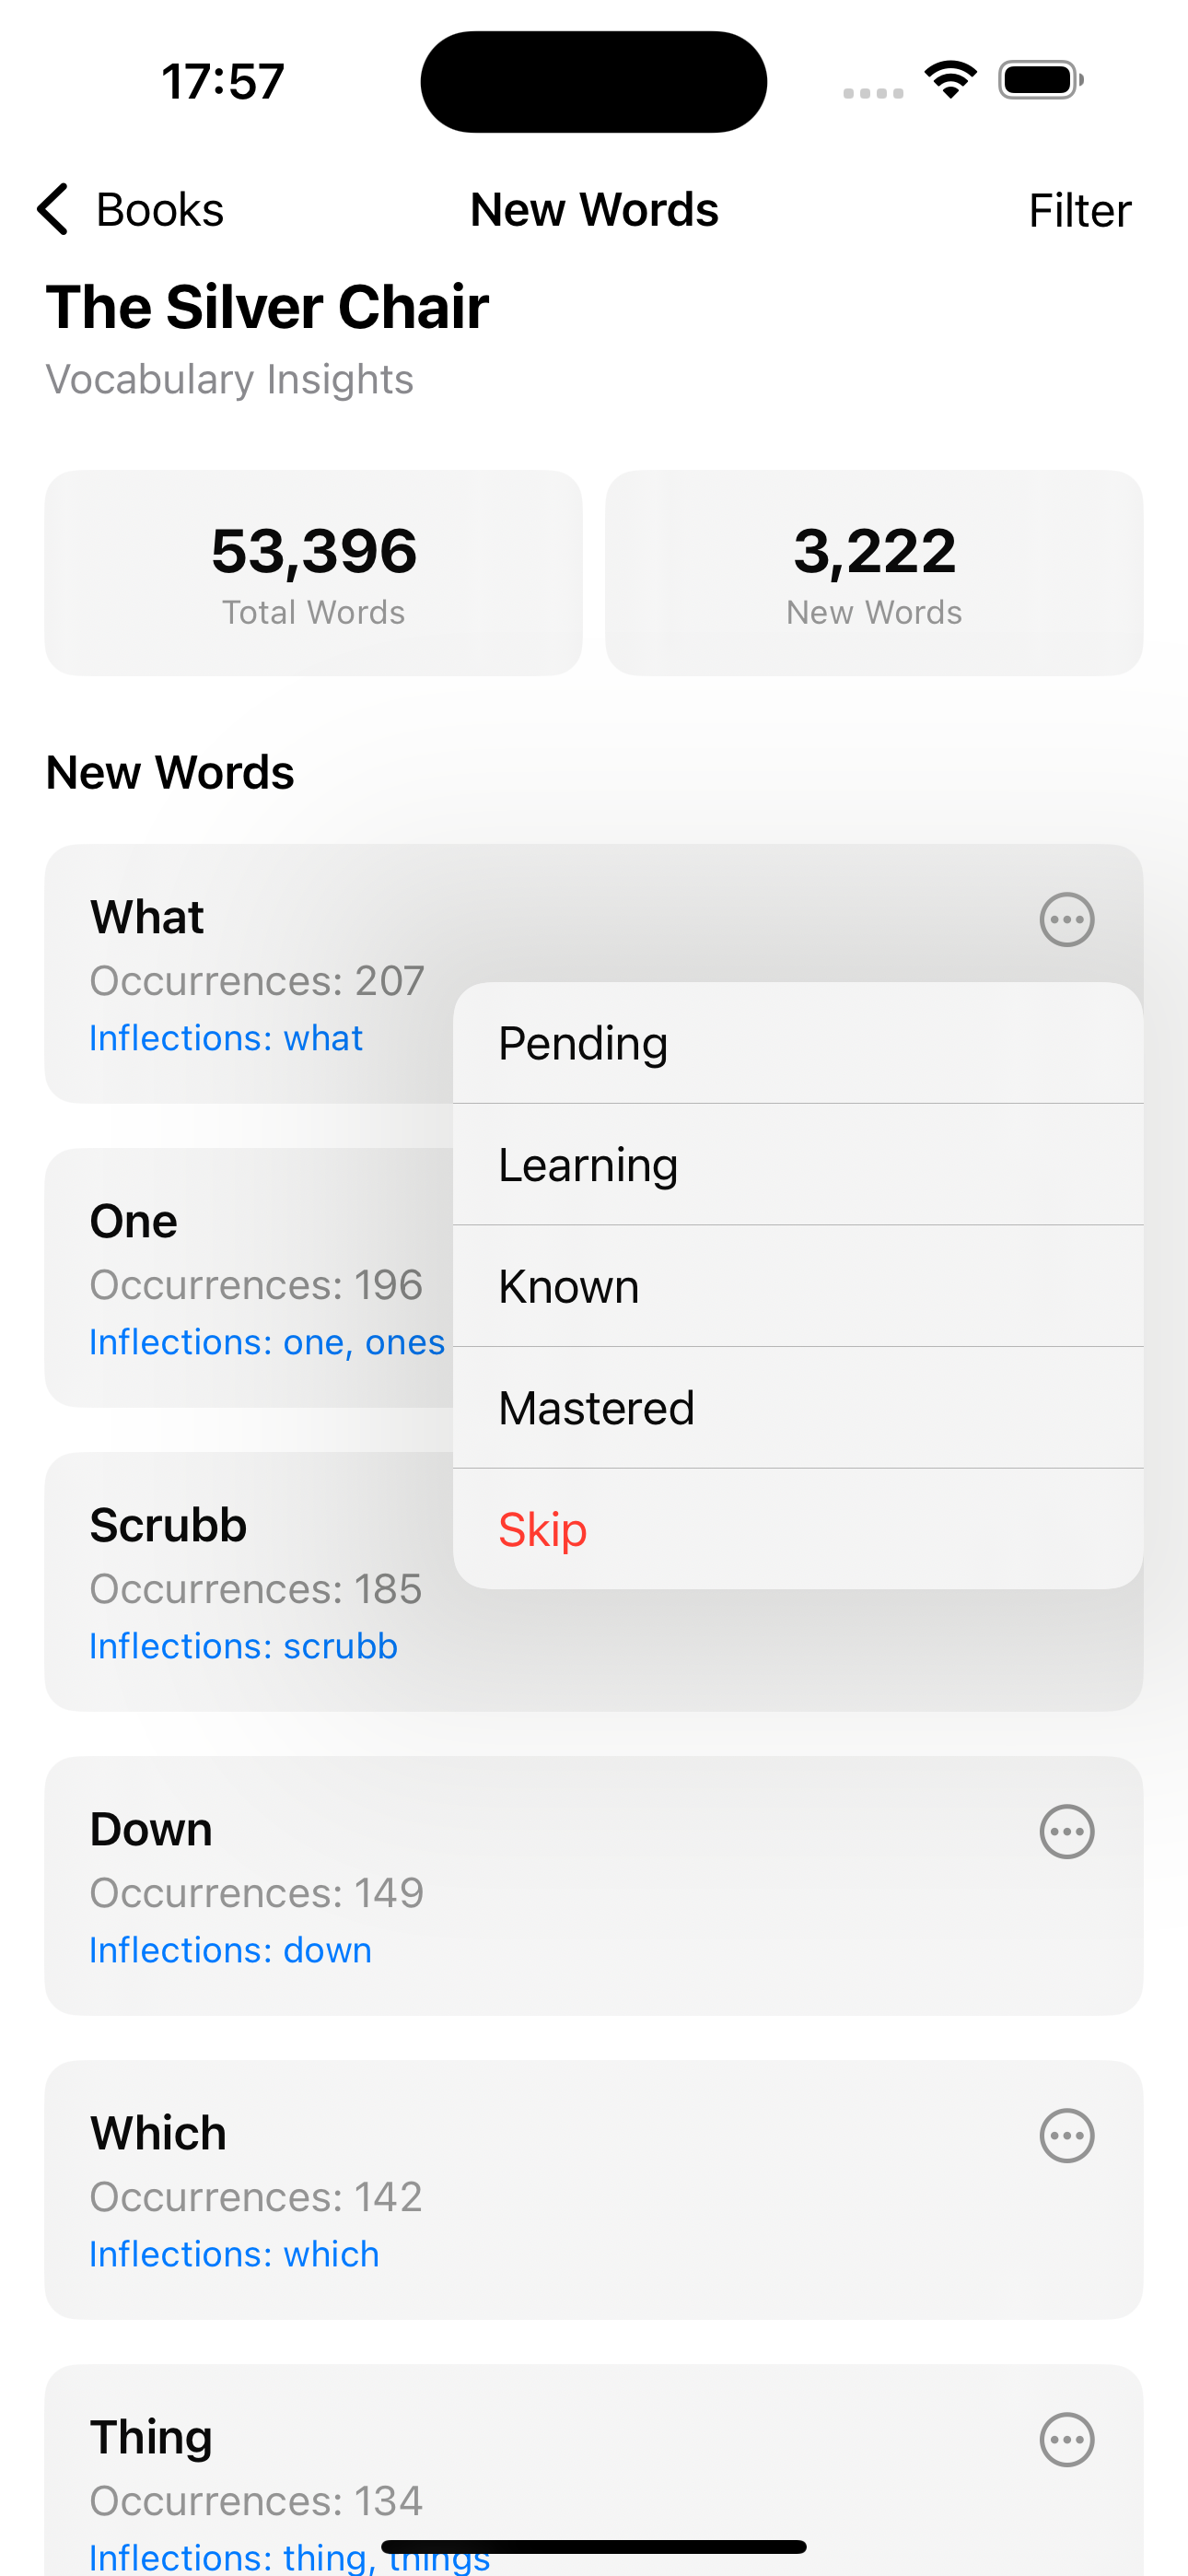 17:57
Books
New Words
Filter
The Silver Chair
Vocabulary Insights
53,396
Total Words
3,222
New Words
New Words
What
Occurrences: 207
Inflections: what
Pending
Learning
Known
Mastered
Skip
One
Occurrences: 196
Inflections: one, ones
Scrubb
Occurrences: 185
Inflections: scrubb
Down
Occurrences: 149
Inflections: down
Which
Occurrences: 142
Inflections: which
Thing
Occurrences: 134
Inflections: thing, things